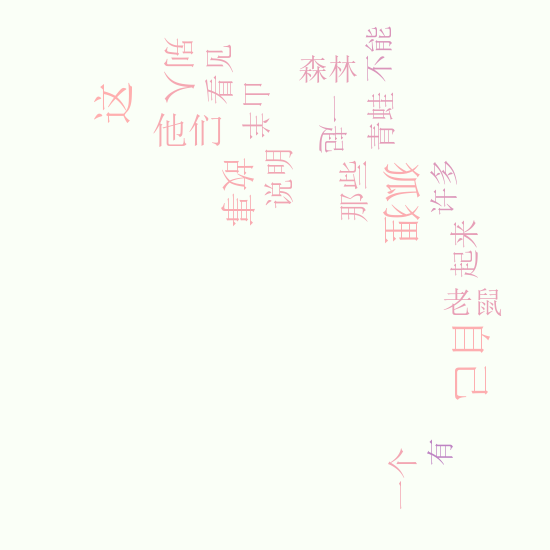 别人
看见
不能
森林
这
山羊
一起
青蛙
他们
故事
说明
那些
狐狸
许多
起来
老鼠
自己
一个
有